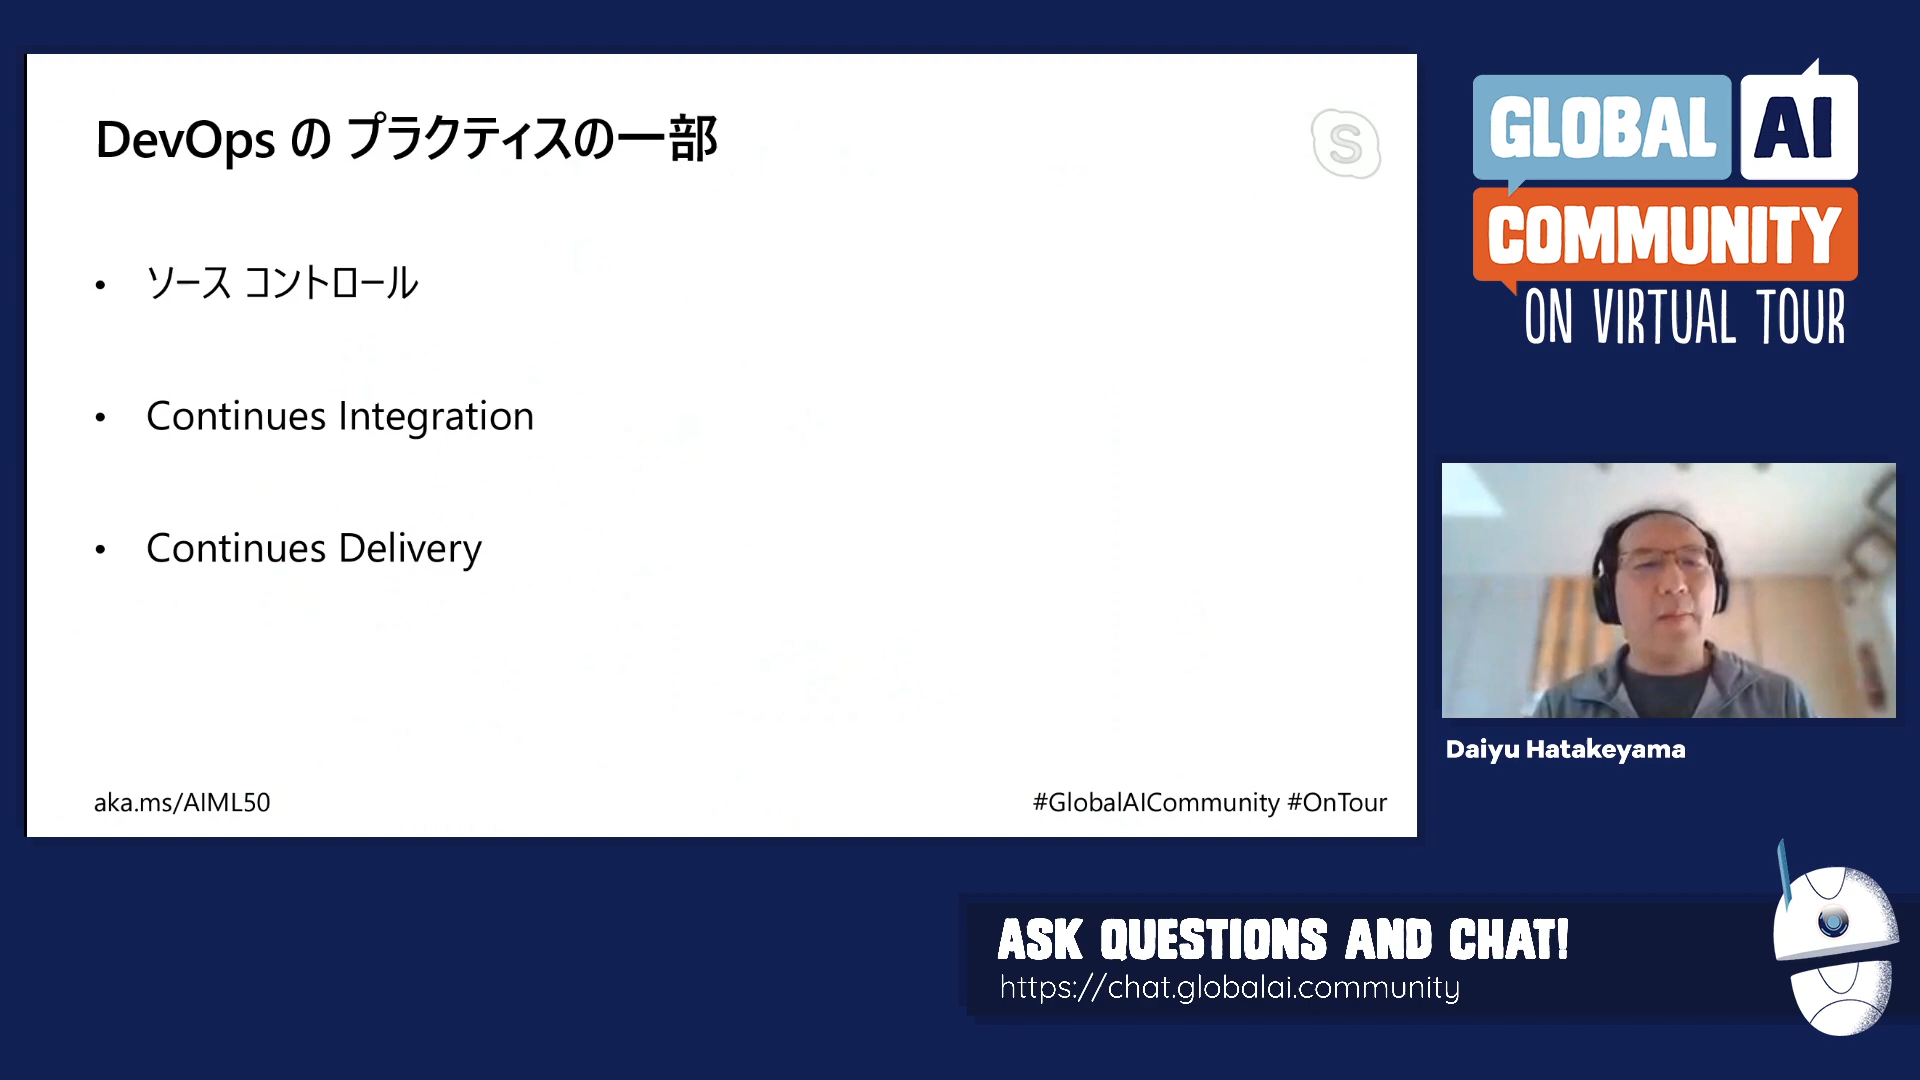 DevOps の プラクティスの一部
• ソース コントロール
• Continues Integration
• Continues Delivery
aka.ms/AIML50
#GlobalAICommunity #OnTour
S
GLOBAL AI
COMMUNITY
ON VIRTUAL TOUR
Daiyu Hatakeyama
ASK QUESTIONS AND CHAT!
https://chat.globalai.community